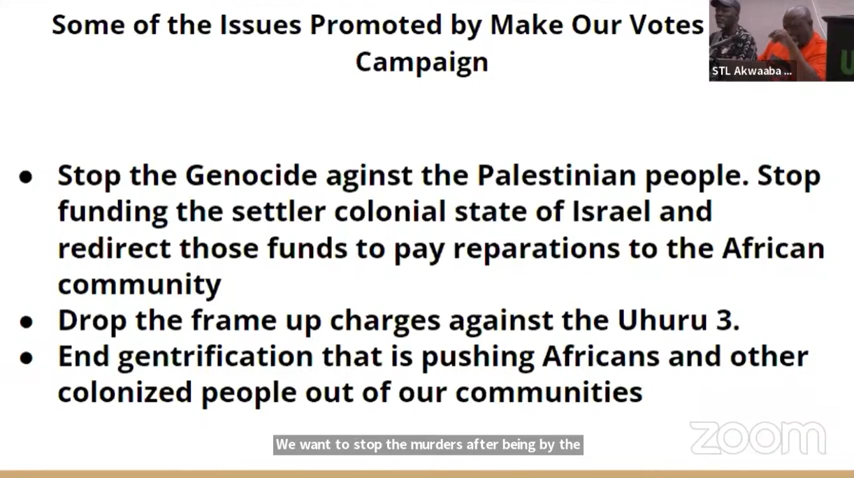 Some of the Issues Promoted by Make Our Votes
Campaign
STL Akwaaba ...
● Stop the Genocide aginst the Palestinian people. Stop
funding the settler colonial state of Israel and
redirect those funds to pay reparations to the African
community
● Drop the frame up charges against the Uhuru 3.
● End gentrification that is pushing Africans and other
colonized people out of our communities
We want to stop the murders after being by the
zoom